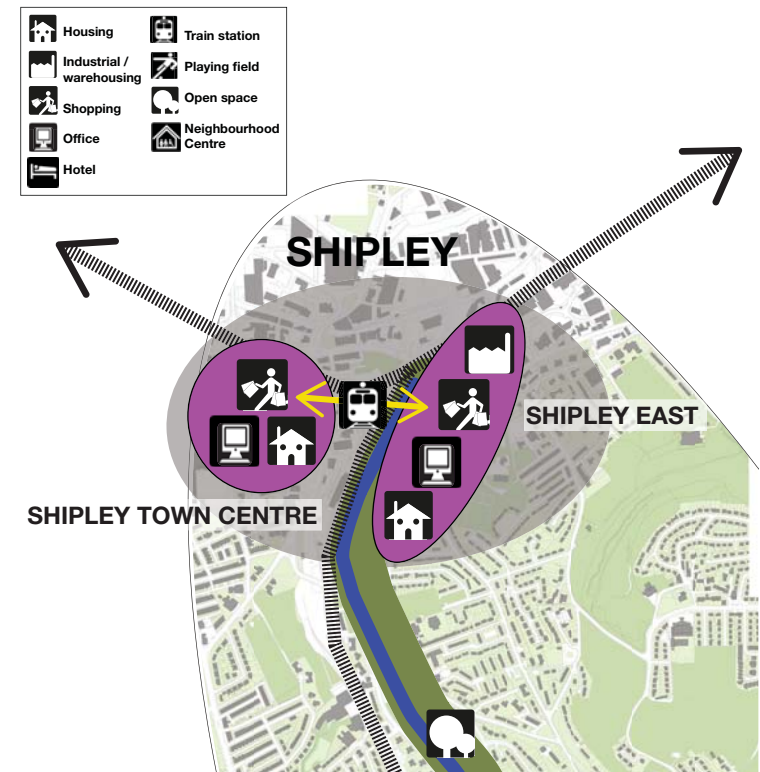 Housing
Industrial /
warehousing
Shopping
Office
Hotel
Train station
Playing field
Open space
Neighbourhood
Centre
SHIPLEY
SHIPLEY EAST
SHIPLEY TOWN CENTRE